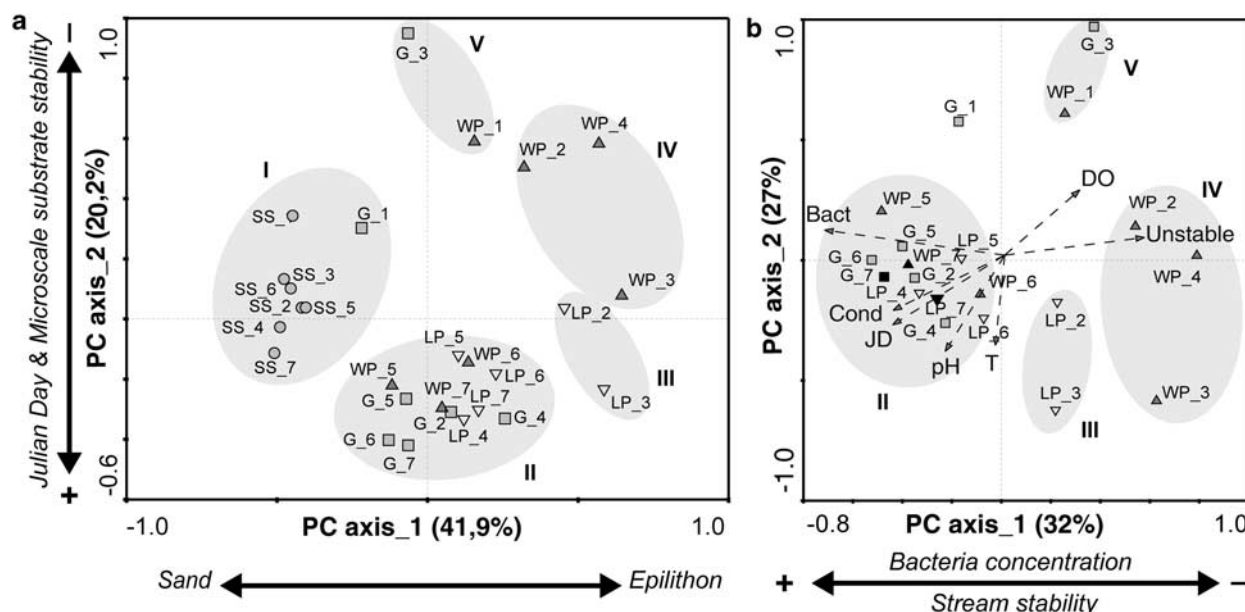 a
–
Julian Day & Microscale substrate stability
+
1.0
PC axis_2 (20,2%)
-0.6
V
G_3
WP_1
WP_4
WP_2
IV
I
SS_1
G_1
SS_3
SS_6
SS_2
SS_5
SS_4
SS_7
WP_3
LP_2
LP_5
WP_6
LP_6
WP_5
WP_7
LP_7
G_5
LP_3
III
G_2
LP_4
G_4
G_6
G_7
II
-1.0
PC axis_1 (41,9%)
1.0
Sand
Epilithon
b
1.0
PC axis_2 (27%)
-1.0
G_3
V
WP_1
G_1
DO
IV
WP_5
WP_2
Bact
G_5
LP_5
Unstable
G_6
WP_7
WP_4
G_7
G_2
WP_6
LP_4
LP_7
Cond
LP_2
G_4
LP_6
JD
pH
T
LP_3
WP_3
II
III
-0.8
PC axis_1 (32%)
1.0
Bacteria concentration
+
–
Stream stability